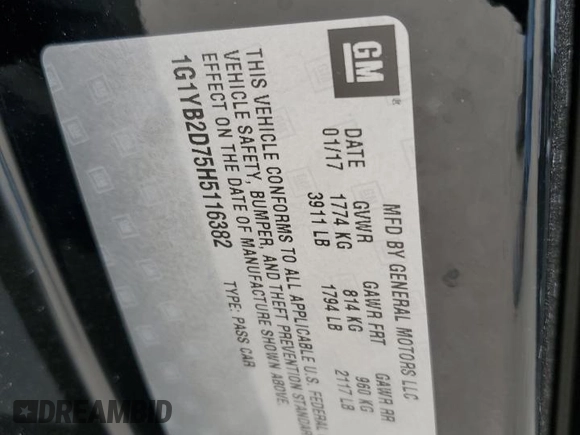 GM
MFD BY GENERAL MOTORS LLC
DATE GVWR GAWR FRT GAWR RR
01/17 1774 KG 814 KG 960 KG
3911 LB 1794 LB 2117 LB
THIS VEHICLE CONFORMS TO ALL APPLICABLE U.S. FEDERAL
VEHICLE SAFETY, BUMPER, AND THEFT PREVENTION STANDAR
EFFECT ON THE DATE OF MANUFACTURE SHOWN ABOVE.
1G1YB2D75H5116382 TYPE: PASS CAR
DREAMBID